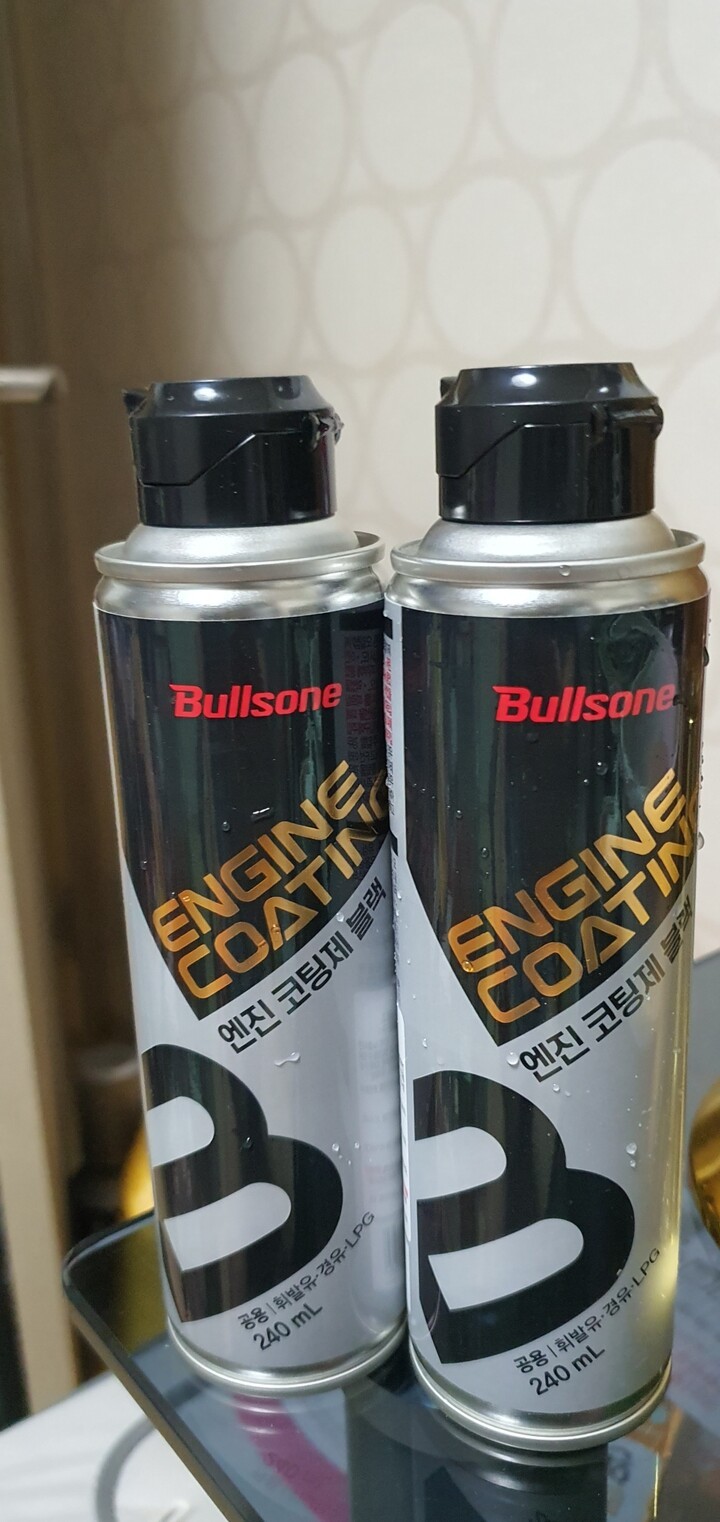 Bullsone
ENGINE
COATING
엔진 코팅제 블랙
B
공용 | 휘발유·경유·LPG
240 mL
Bullsone
ENGINE
COATING
엔진 코팅제 블랙
B
공용 | 휘발유·경유·LPG
240 mL